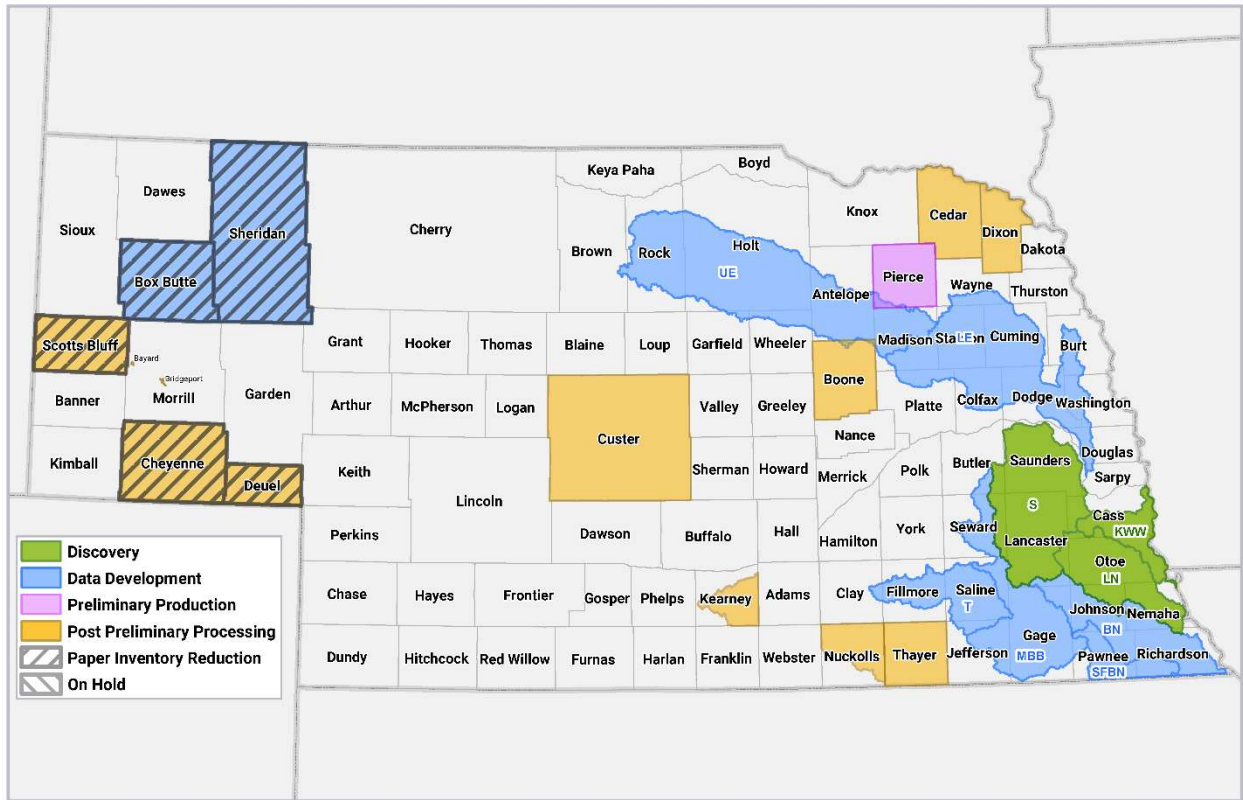 Boyd
Keya Paha
Dawes
Knox
Cedar
Sioux
Sheridan
Cherry
Dixon
Brown
Rock
Holt
Dakota
Box Butte
UE
Pierce
Wayne
Antelope
Thurston
Scotts Bluff
Grant
Hooker
Thomas
Blaine
Loup
Garfield
Wheeler
Madison
Stanton
LE
Cuming
Burt
Bayard
Bridgeport
Boone
Banner
Morrill
Garden
Arthur
McPherson
Logan
Valley
Greeley
Platte
Colfax
Dodge
Washington
Custer
Nance
Kimball
Cheyenne
Deuel
Keith
Lincoln
Sherman
Howard
Merrick
Polk
Butler
Saunders
Douglas
Sarpy
S
Cass
KWW
Perkins
Dawson
Buffalo
Hall
Hamilton
York
Seward
Lancaster
Otoe
LN
Discovery
Data Development
Preliminary Production
Post Preliminary Processing
Paper Inventory Reduction
On Hold
Chase
Hayes
Frontier
Gosper
Phelps
Kearney
Adams
Clay
Fillmore
Saline
T
Johnson
Nemaha
BN
Gage
MBB
Dundy
Hitchcock
Red Willow
Furnas
Harlan
Franklin
Webster
Nuckolls
Thayer
Jefferson
Pawnee
Richardson
SFBN